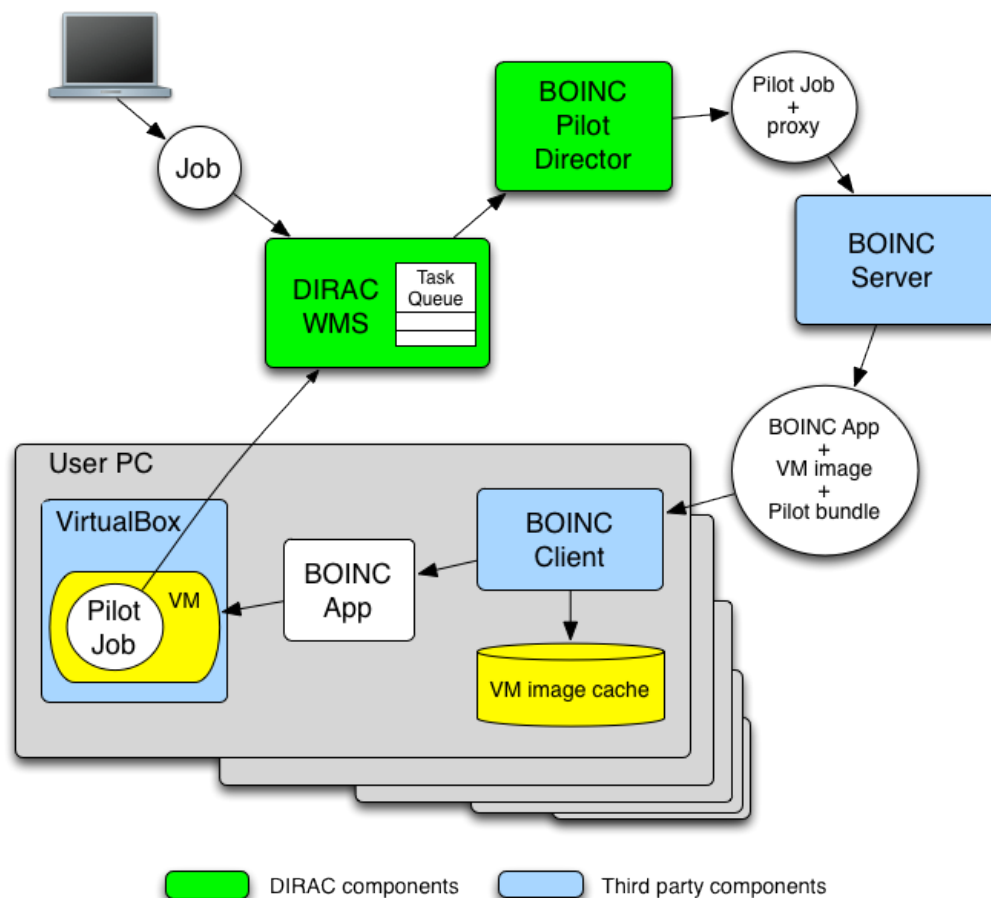 BOINC
Pilot
Director
Pilot Job
+
proxy
Job
BOINC
Server
DIRAC
WMS
Task
Queue
BOINC App
+
VM image
+
Pilot bundle
User PC
VirtualBox
BOINC
Client
BOINC
App
VM
Pilot
Job
VM image cache
DIRAC components
Third party components